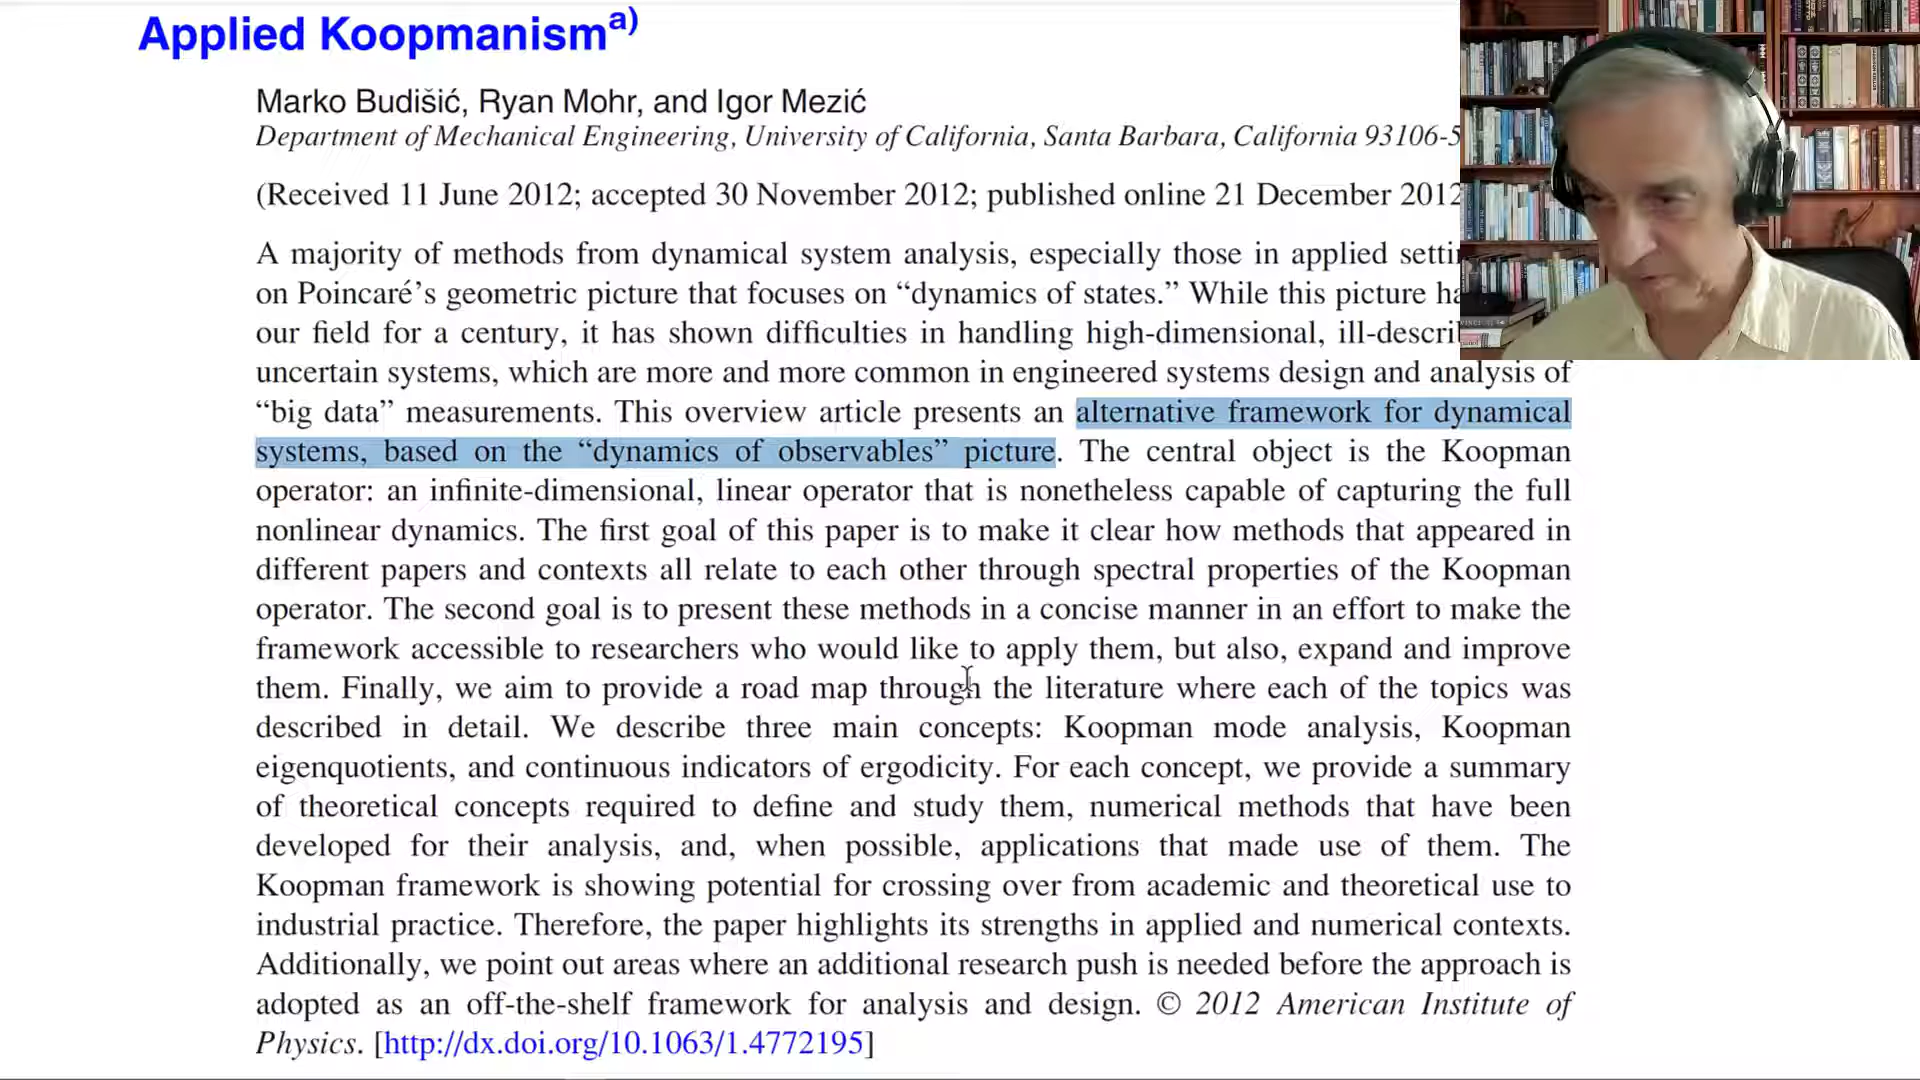 Applied Koopmanism^a)
Marko Budišić, Ryan Mohr, and Igor Mezić
Department of Mechanical Engineering, University of California, Santa Barbara, California 93106-5
(Received 11 June 2012; accepted 30 November 2012; published online 21 December 2012
A majority of methods from dynamical system analysis, especially those in applied setti
on Poincaré’s geometric picture that focuses on “dynamics of states.” While this picture ha
our field for a century, it has shown difficulties in handling high-dimensional, ill-descri
uncertain systems, which are more and more common in engineered systems design and analysis of
“big data” measurements. This overview article presents an alternative framework for dynamical
systems, based on the “dynamics of observables” picture. The central object is the Koopman
operator: an infinite-dimensional, linear operator that is nonetheless capable of capturing the full
nonlinear dynamics. The first goal of this paper is to make it clear how methods that appeared in
different papers and contexts all relate to each other through spectral properties of the Koopman
operator. The second goal is to present these methods in a concise manner in an effort to make the
framework accessible to researchers who would like to apply them, but also, expand and improve
them. Finally, we aim to provide a road map through the literature where each of the topics was
described in detail. We describe three main concepts: Koopman mode analysis, Koopman
eigenquotients, and continuous indicators of ergodicity. For each concept, we provide a summary
of theoretical concepts required to define and study them, numerical methods that have been
developed for their analysis, and, when possible, applications that made use of them. The
Koopman framework is showing potential for crossing over from academic and theoretical use to
industrial practice. Therefore, the paper highlights its strengths in applied and numerical contexts.
Additionally, we point out areas where an additional research push is needed before the approach is
adopted as an off-the-shelf framework for analysis and design. © 2012 American Institute of
Physics. [http://dx.doi.org/10.1063/1.4772195]